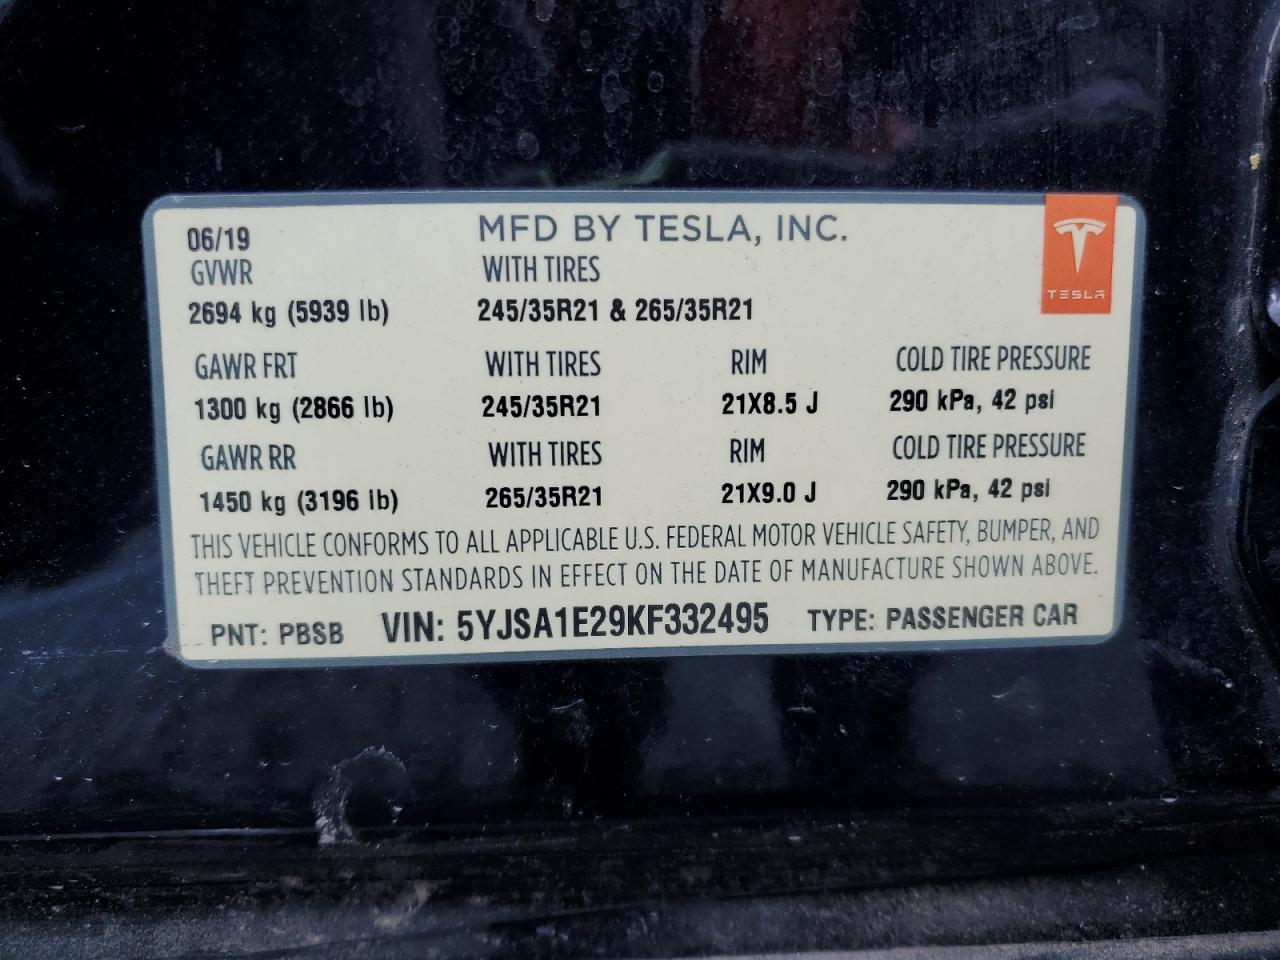 06/19 MFD BY TESLA, INC.
GVWR WITH TIRES
TESLA
2694 kg (5939 lb) 245/35R21 & 265/35R21
GAWR FRT WITH TIRES RIM COLD TIRE PRESSURE
1300 kg (2866 lb) 245/35R21 21X8.5 J 290 kPa, 42 psi
GAWR RR WITH TIRES RIM COLD TIRE PRESSURE
1450 kg (3196 lb) 265/35R21 21X9.0 J 290 kPa, 42 psi
THIS VEHICLE CONFORMS TO ALL APPLICABLE U.S. FEDERAL MOTOR VEHICLE SAFETY, BUMPER, AND
THEFT PREVENTION STANDARDS IN EFFECT ON THE DATE OF MANUFACTURE SHOWN ABOVE.
PNT: PBSB VIN: 5YJSA1E29KF332495 TYPE: PASSENGER CAR